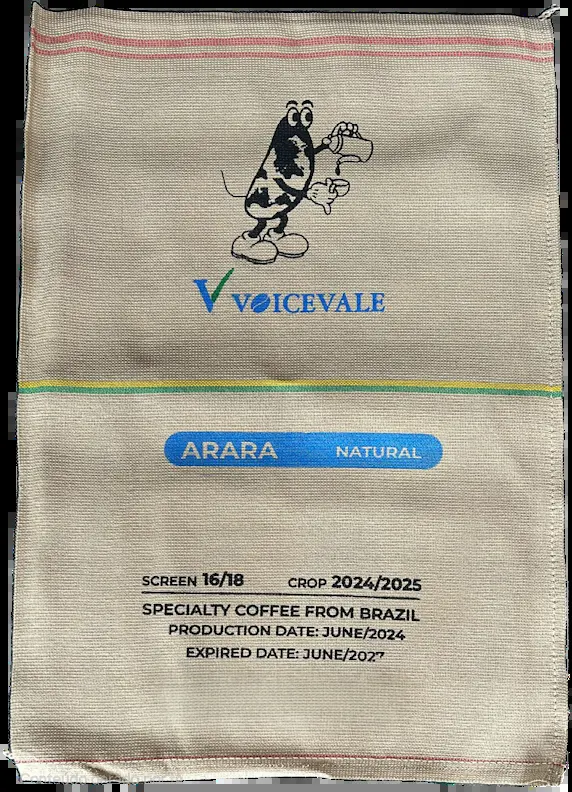 V VOICEVALE
ARARA NATURAL
SCREEN 16/18 CROP 2024/2025
SPECIALTY COFFEE FROM BRAZIL
PRODUCTION DATE: JUNE/2024
EXPIRED DATE: JUNE/2027